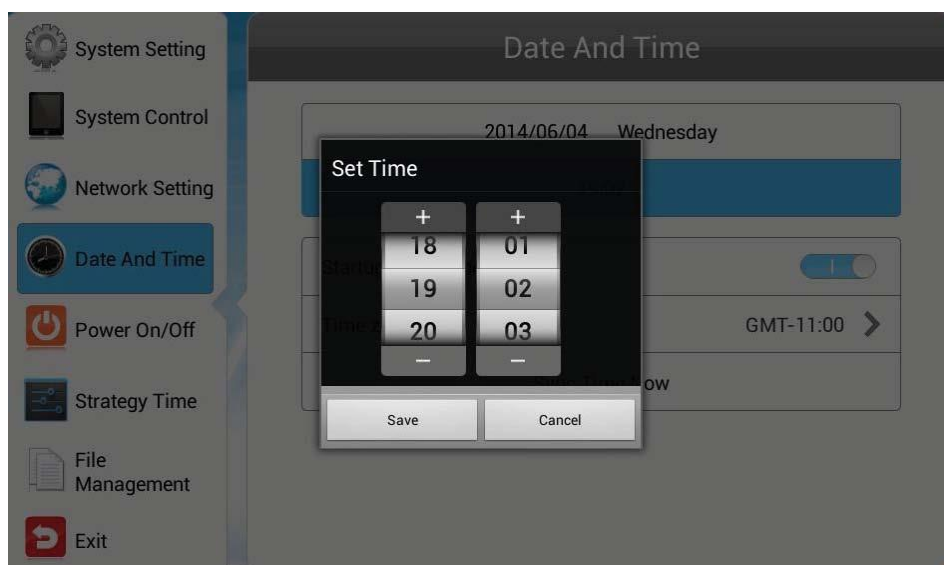 System Setting
System Control
Network Setting
Date And Time
Power On/Off
Strategy Time
File
Management
Exit
Date And Time
2014/06/04 Wednesday
GMT-11:00
Set Time
+ +
18 01
19 02
20 03
− −
Save Cancel